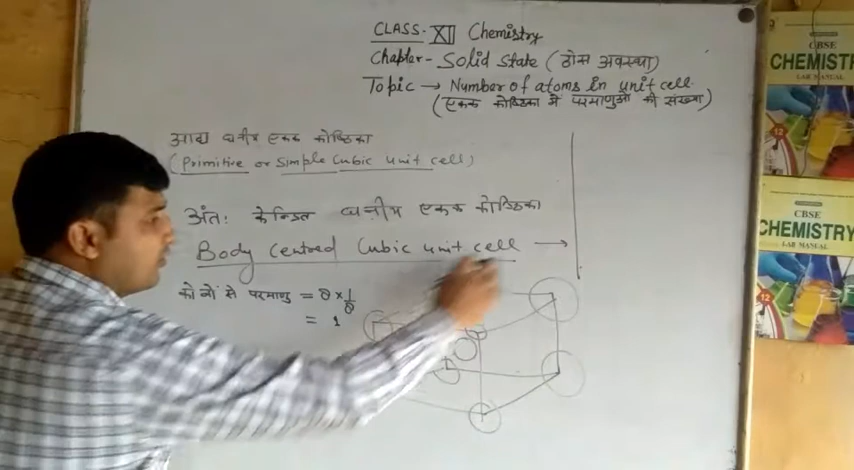 CLASS- XII Chemistry
Chapter- Solid State (ठोस अवस्था)
Topic → Number of atoms in unit cell.
(एकक कोष्ठिका में परमाणुओं की संख्या)
आद्य घनीय एकक कोष्ठिका
(Primitive or Simple Cubic unit cell)
अंतः केन्द्रित घनीय एकक कोष्ठिका
Body Centred Cubic unit cell →
कोनों से परमाणु = 8 × 1/8
= 1
CBSE
CHEMISTRY
LAB MANUAL
12
CBSE
CHEMISTRY
LAB MANUAL
12